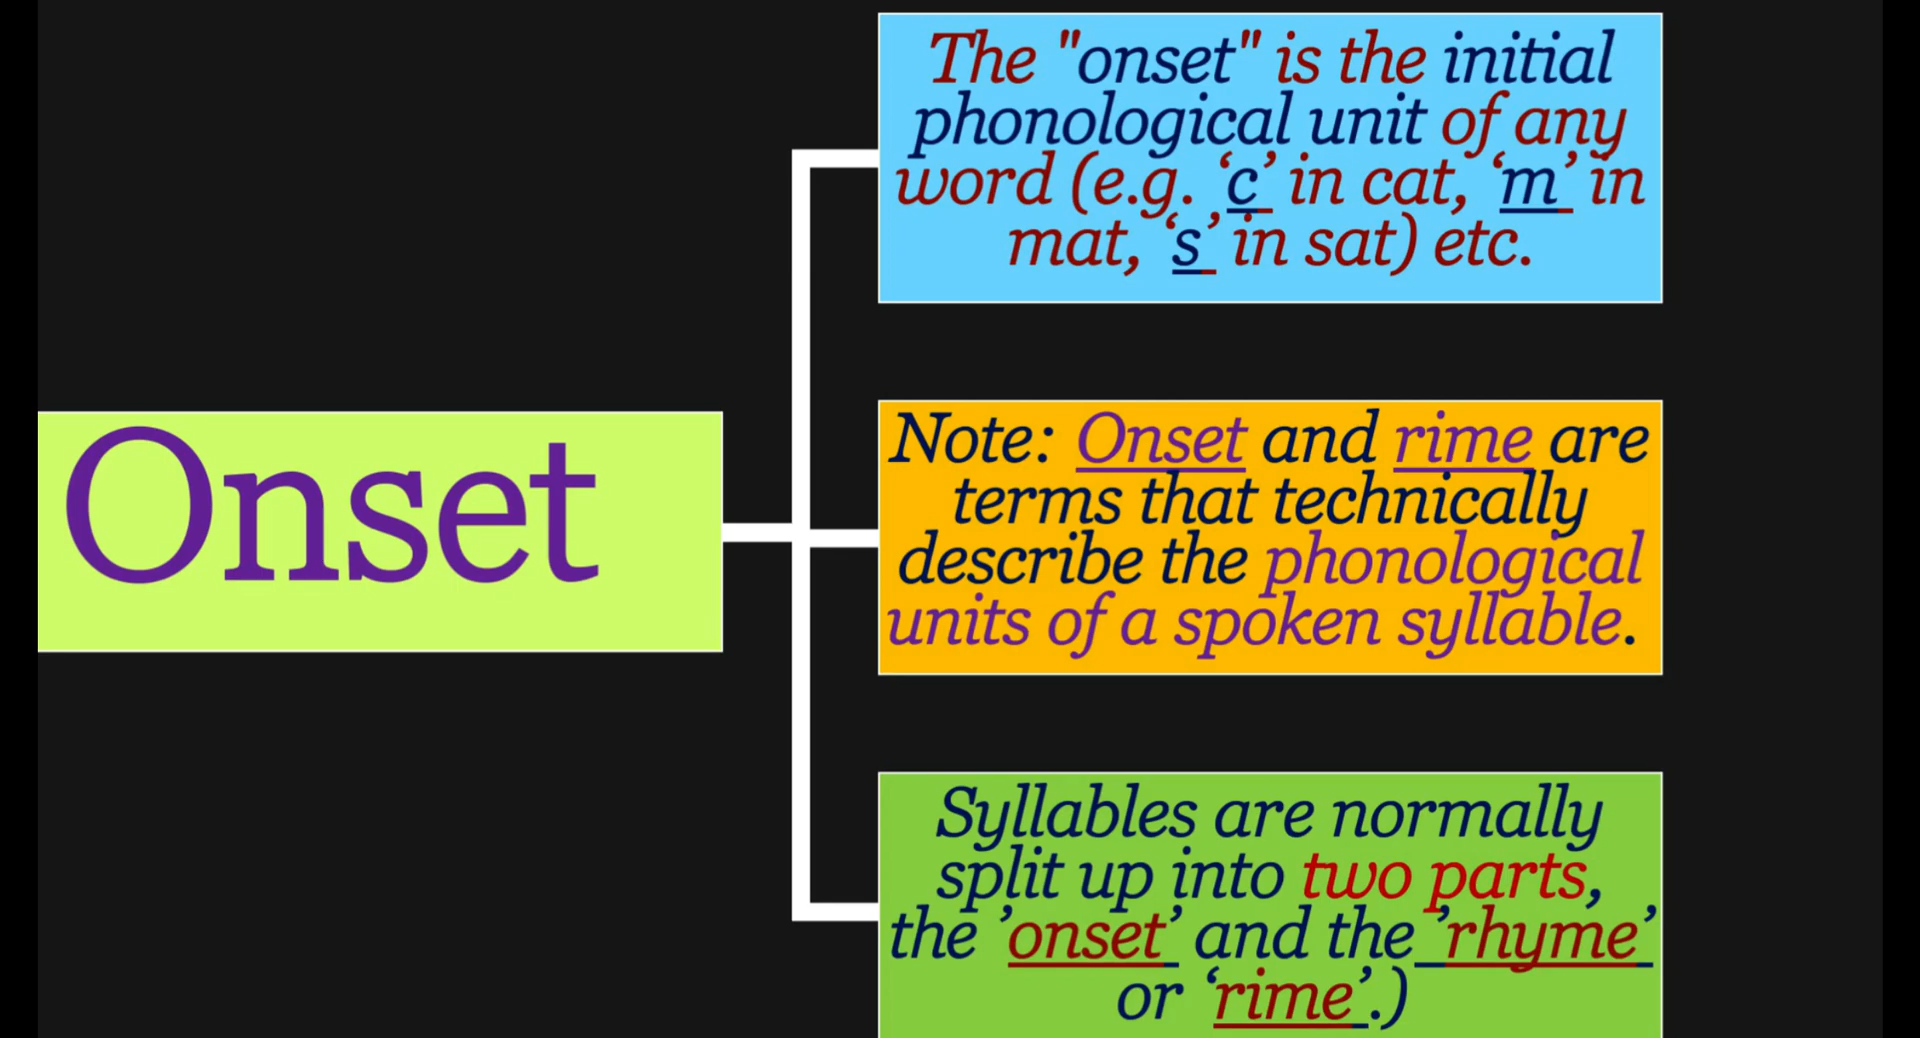 Onset
The "onset" is the initial
phonological unit of any
word (e.g. ‘c’ in cat, ‘m’ in
mat, ‘s’ in sat) etc.
Note: Onset and rime are
terms that technically
describe the phonological
units of a spoken syllable.
Syllables are normally
split up into two parts,
the ’onset’ and the ’rhyme’
or ‘rime’.)